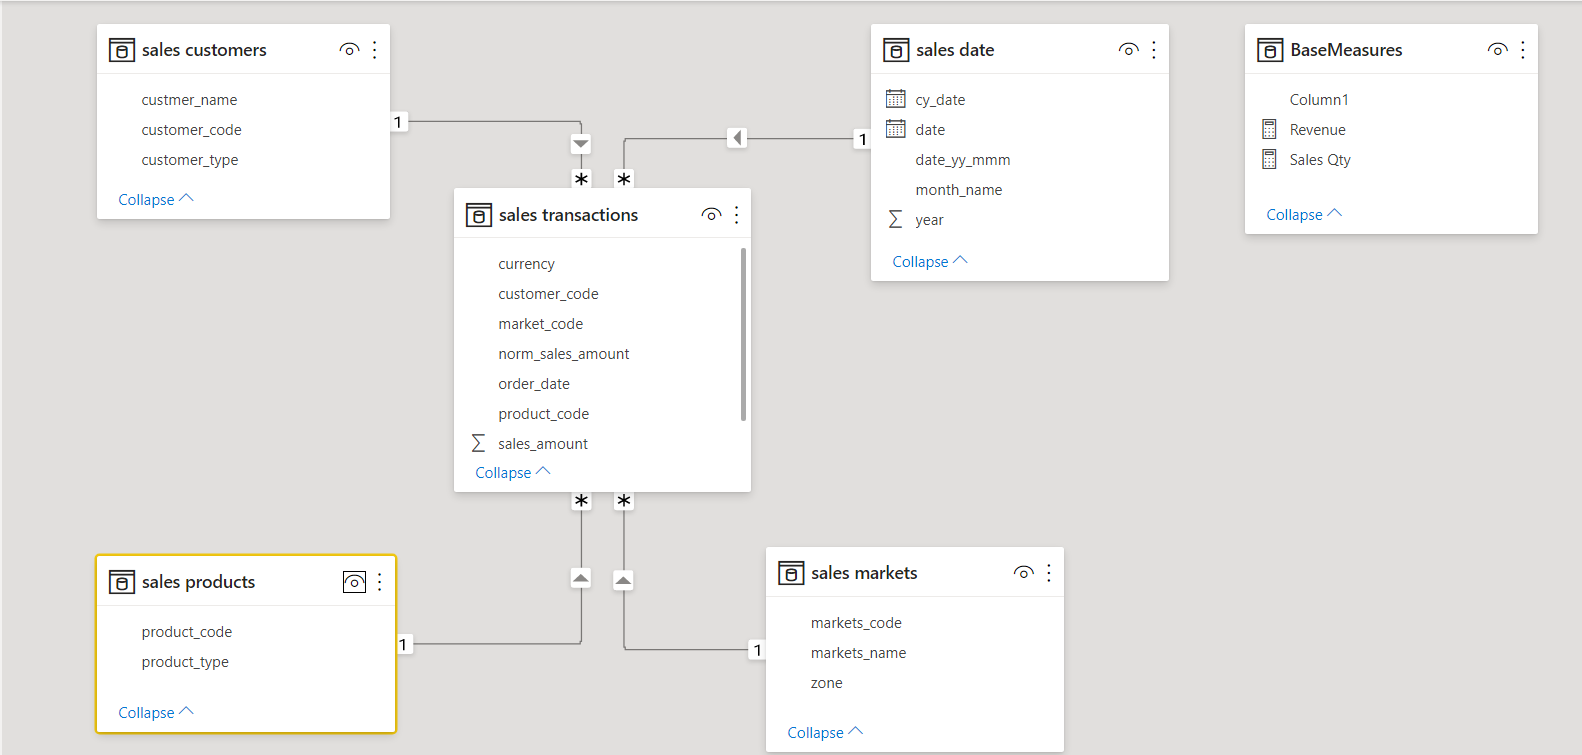 sales customers
custmer_name
customer_code
customer_type
Collapse
1
*
sales date
cy_date
date
date_yy_mmm
month_name
year
Collapse
1
*
BaseMeasures
Column1
Revenue
Sales Qty
Collapse
sales transactions
currency
customer_code
market_code
norm_sales_amount
order_date
product_code
∑ sales_amount
Collapse
*
*
sales products
product_code
product_type
Collapse
1
sales markets
markets_code
markets_name
zone
Collapse
1